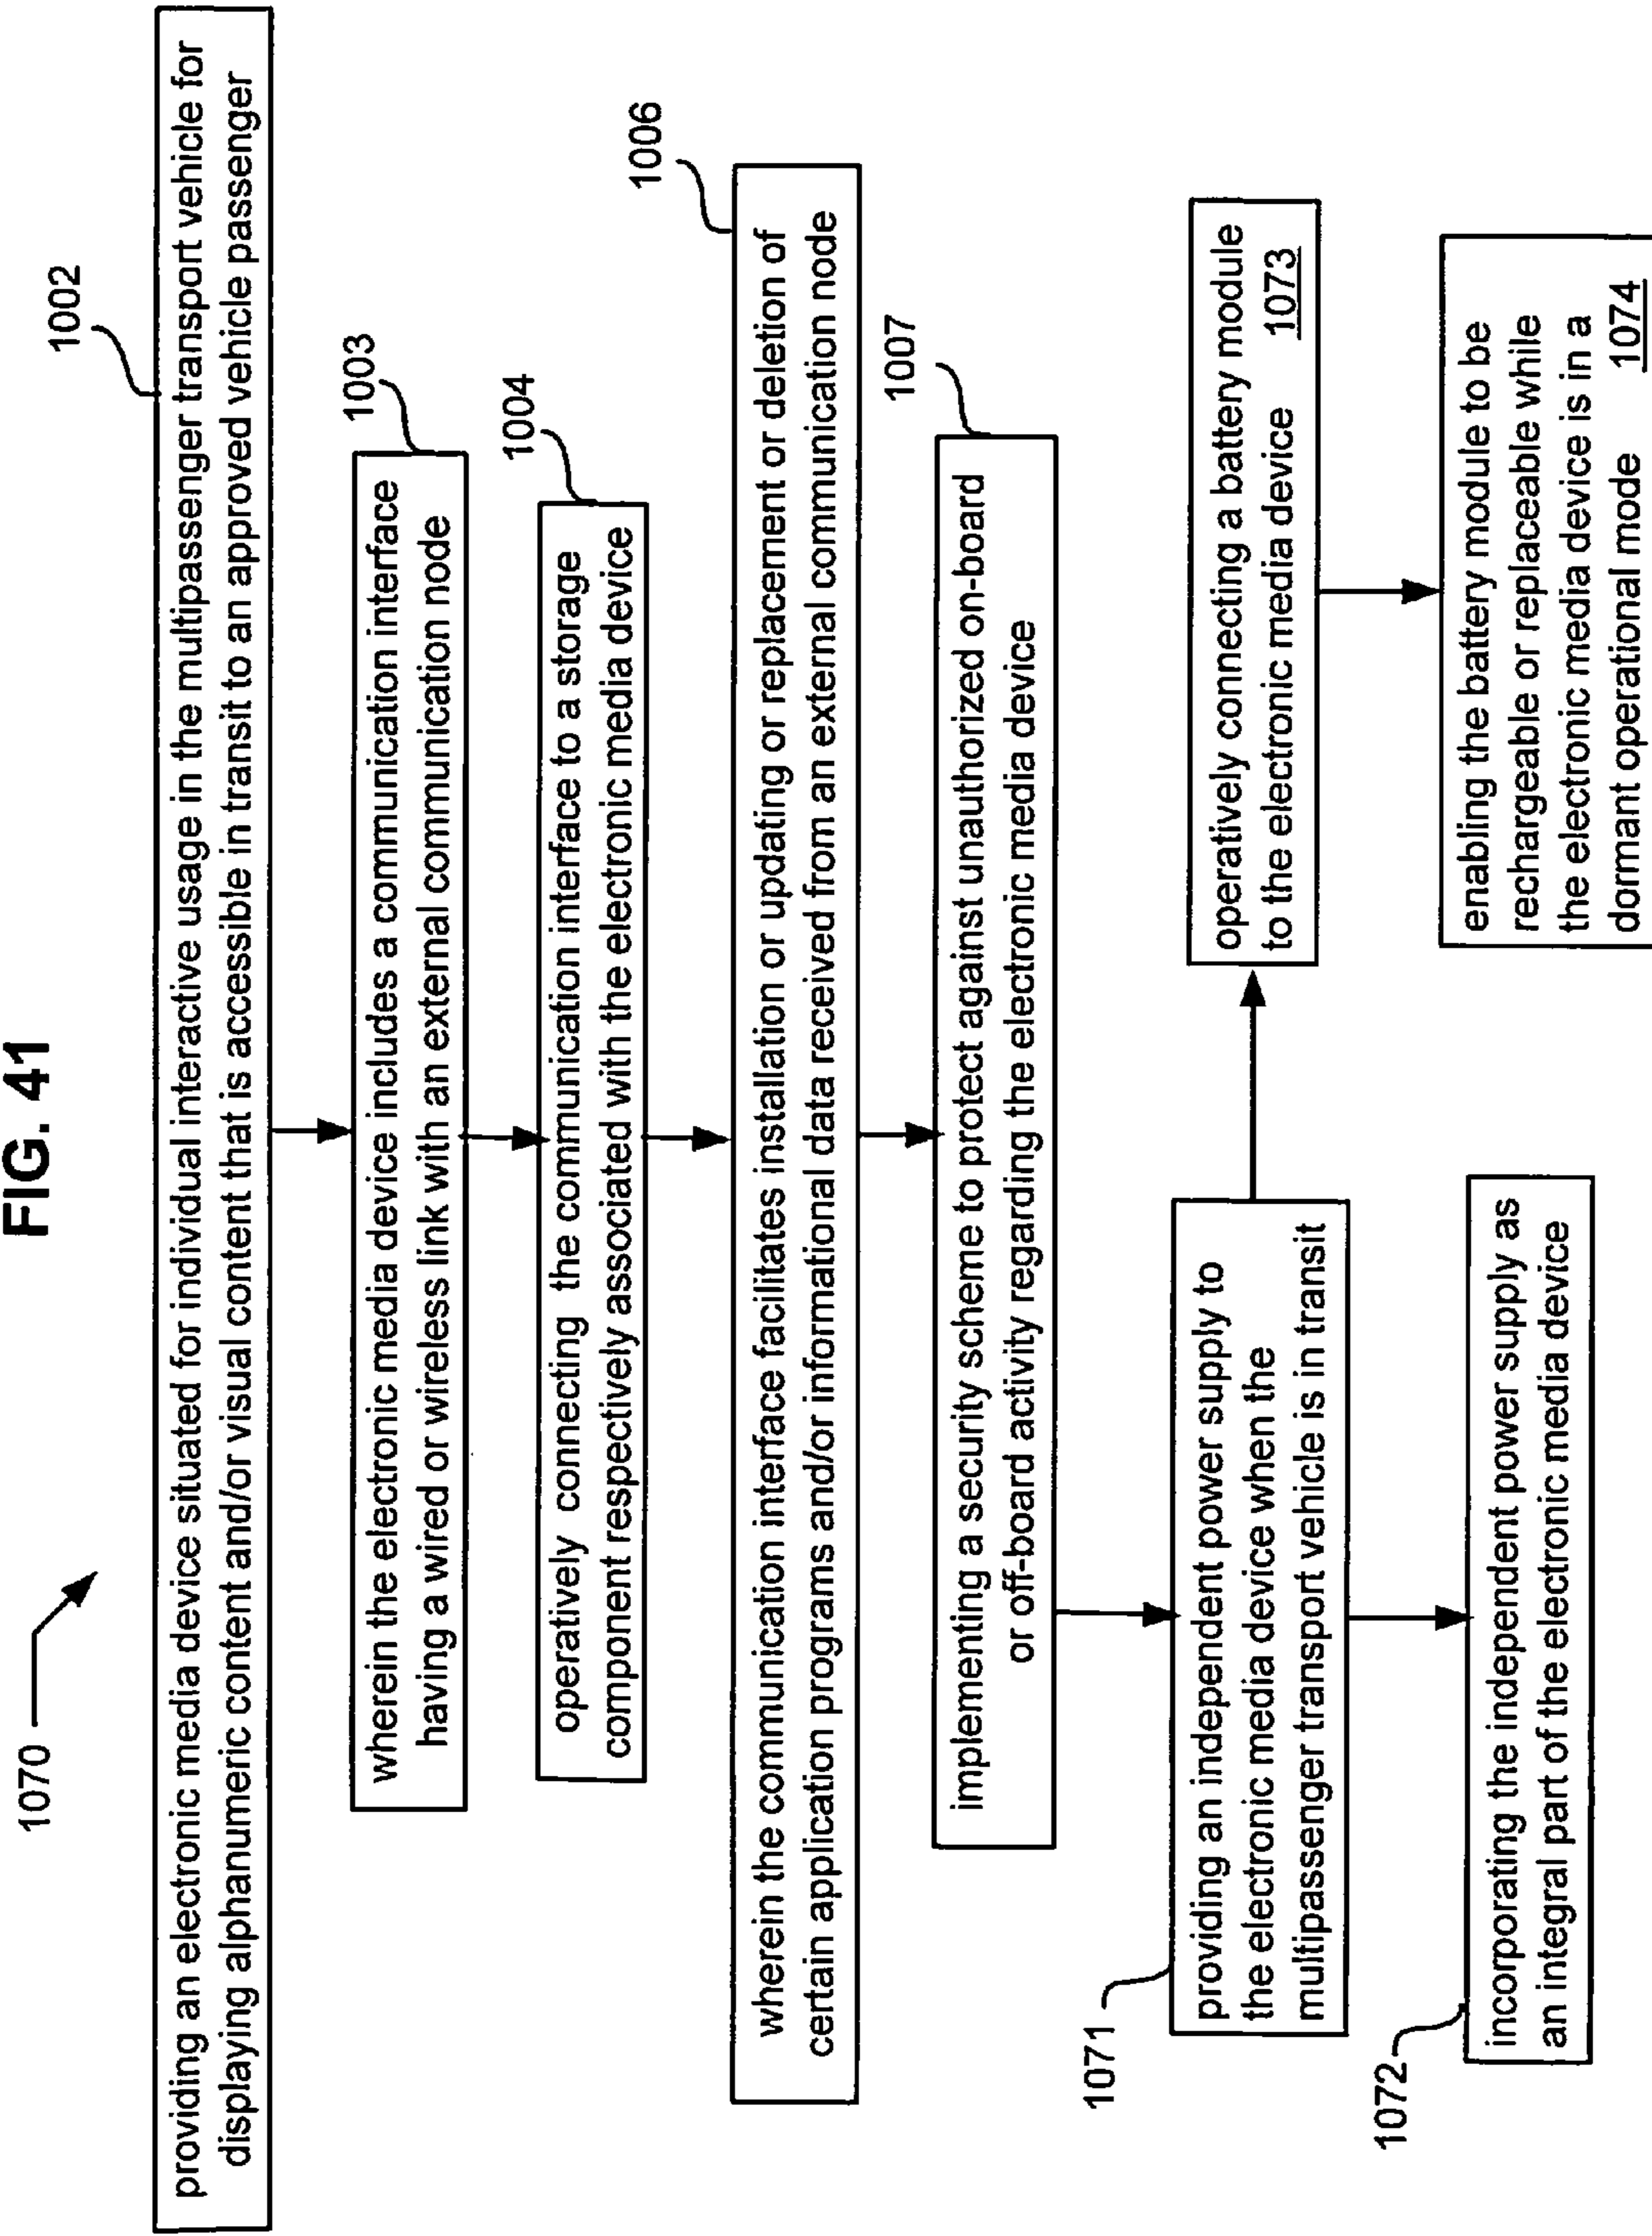 FIG. 41
1070
1002
providing an electronic media device situated for individual interactive usage in the multipassenger transport vehicle for
displaying alphanumeric content and/or visual content that is accessible in transit to an approved vehicle passenger
1003
wherein the electronic media device includes a communication interface
having a wired or wireless link with an external communication node
1004
operatively connecting the communication interface to a storage
component respectively associated with the electronic media device
1006
wherein the communication interface facilitates installation or updating or replacement or deletion of
certain application programs and/or informational data received from an external communication node
1007
implementing a security scheme to protect against unauthorized on-board
or off-board activity regarding the electronic media device
1071
providing an independent power supply to
the electronic media device when the
multipassenger transport vehicle is in transit
operatively connecting a battery module
to the electronic media device 1073
1072
incorporating the independent power supply as
an integral part of the electronic media device
enabling the battery module to be
rechargeable or replaceable while
the electronic media device is in a
dormant operational mode 1074